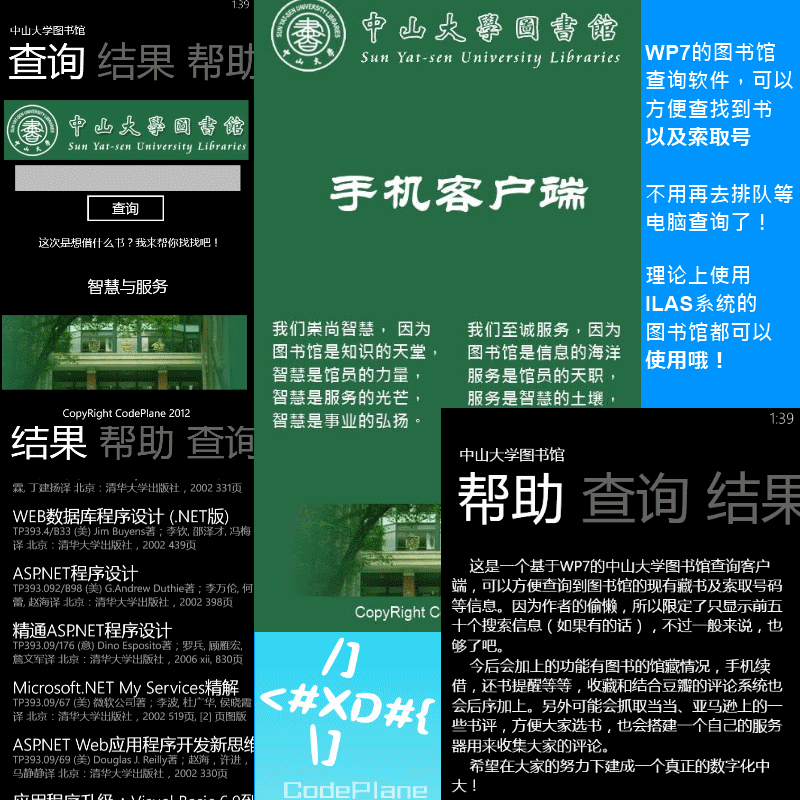 1:39
中山大学图书馆
查询 结果 帮助
中山大學圖書館
Sun Yat-sen University Libraries
查询
这次是想借什么书？我来帮你找找吧！
智慧与服务
CopyRight CodePlane 2012
结果 帮助 查询
霖, 丁建扬译 北京：清华大学出版社，2002 331页
WEB数据库程序设计 (.NET版)
TP393.4/B33 (美) Jim Buyens著；李钦, 邵泽才, 冯梅
译 北京：清华大学出版社，2002 439页
ASP.NET程序设计
TP393.092/B98 (美) G.Andrew Duthie著；李万伦, 何
蕾, 赵海译 北京：清华大学出版社，2002 398页
精通ASP.NET程序设计
TP393.09/176 (意) Dino Esposito著；罗兵, 顾雁宏,
詹文军译 北京：清华大学出版社，2006 xii, 830页
Microsoft.NET My Services精解
TP393.09/67 (美) 微软公司著；李波, 杜广华, 侯晓霞
译 北京：清华大学出版社，2002 519页, [2] 页图版
ASP.NET Web应用程序开发新思维
TP393.09/69 (美) Douglas J. Reilly著；赵海，许进，
马静静译 北京：清华大学出版社，2002 330页
应用程序升级：Visual Basic 6.0到
SUN YAT-SEN UNIVERSITY LIBRARIES
中山大学
中山大學圖書館
Sun Yat-sen University Libraries
手机客户端
我们崇尚智慧， 因为
图书馆是知识的天堂，
智慧是馆员的力量，
智慧是服务的光芒，
智慧是事业的弘扬。
我们至诚服务，因为
图书馆是信息的海洋
服务是馆员的天职，
服务是智慧的土壤，
CopyRight C
/]
<#XD#{
\]
CodePlane
WP7的图书馆
查询软件，可以
方便查找到书
以及索取号
不用再去排队等
电脑查询了！
理论上使用
ILAS系统的
图书馆都可以
使用哦！
1:39
中山大学图书馆
帮助 查询 结果
这是一个基于WP7的中山大学图书馆查询客户
端，可以方便查询到图书馆的现有藏书及索取号码
等信息。因为作者的偷懒，所以限定了只显示前五
十个搜索信息（如果有的话），不过一般来说，也
够了吧。
今后会加上的功能有图书的馆藏情况，手机续
借，还书提醒等等，收藏和结合豆瓣的评论系统也
会后序加上。另外可能会抓取当当、亚马逊上的一
些书评，方便大家选书，也会搭建一个自己的服务
器用来收集大家的评论。
希望在大家的努力下建成一个真正的数字化中
大！